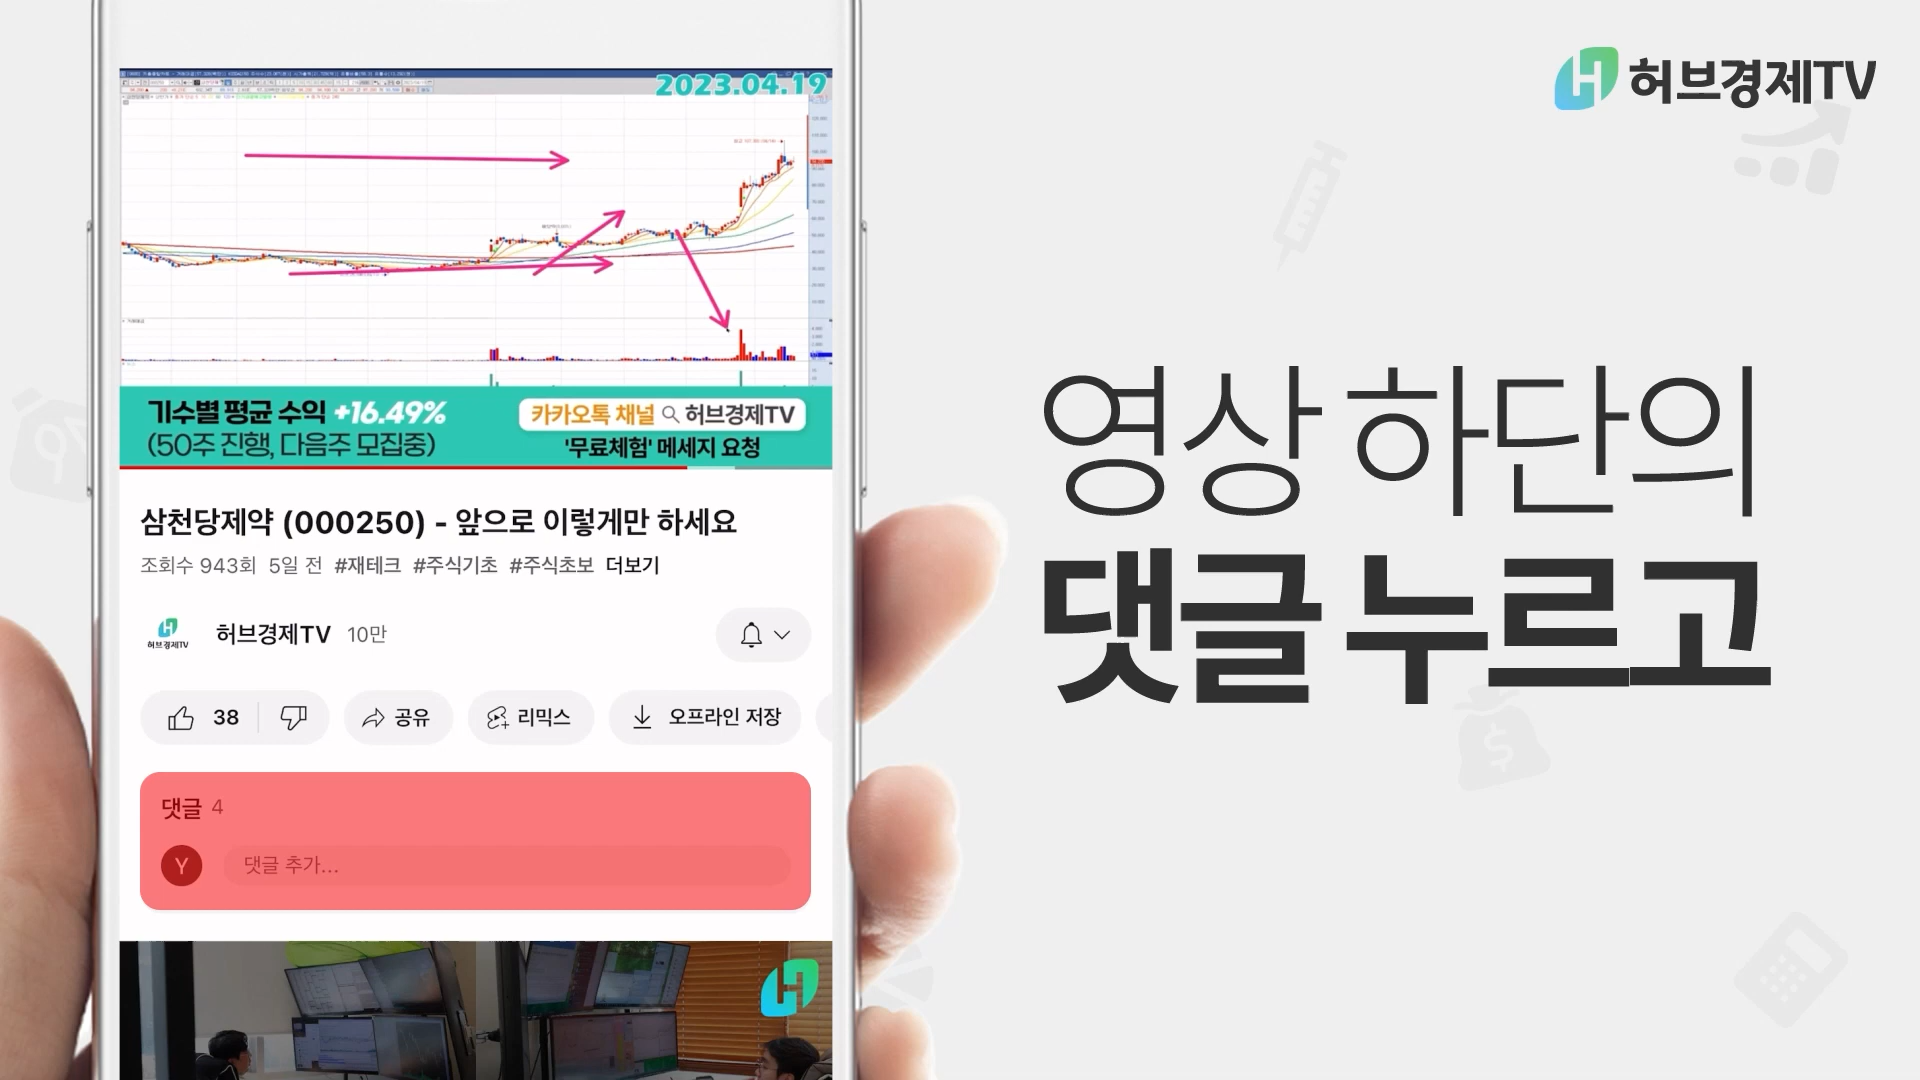 2023.04.19
허브경제TV
기수별 평균 수익 +16.49%
(50주 진행, 다음주 모집중)
카카오톡 채널 허브경제TV
'무료체험' 메세지 요청
삼천당제약 (000250) - 앞으로 이렇게만 하세요
조회수 943회 5일 전 #재테크 #주식기초 #주식초보 더보기
허브경제TV
허브경제TV 10만
38 공유 리믹스 오프라인 저장
댓글 4
Y 댓글 추가...
영상 하단의
댓글 누르고